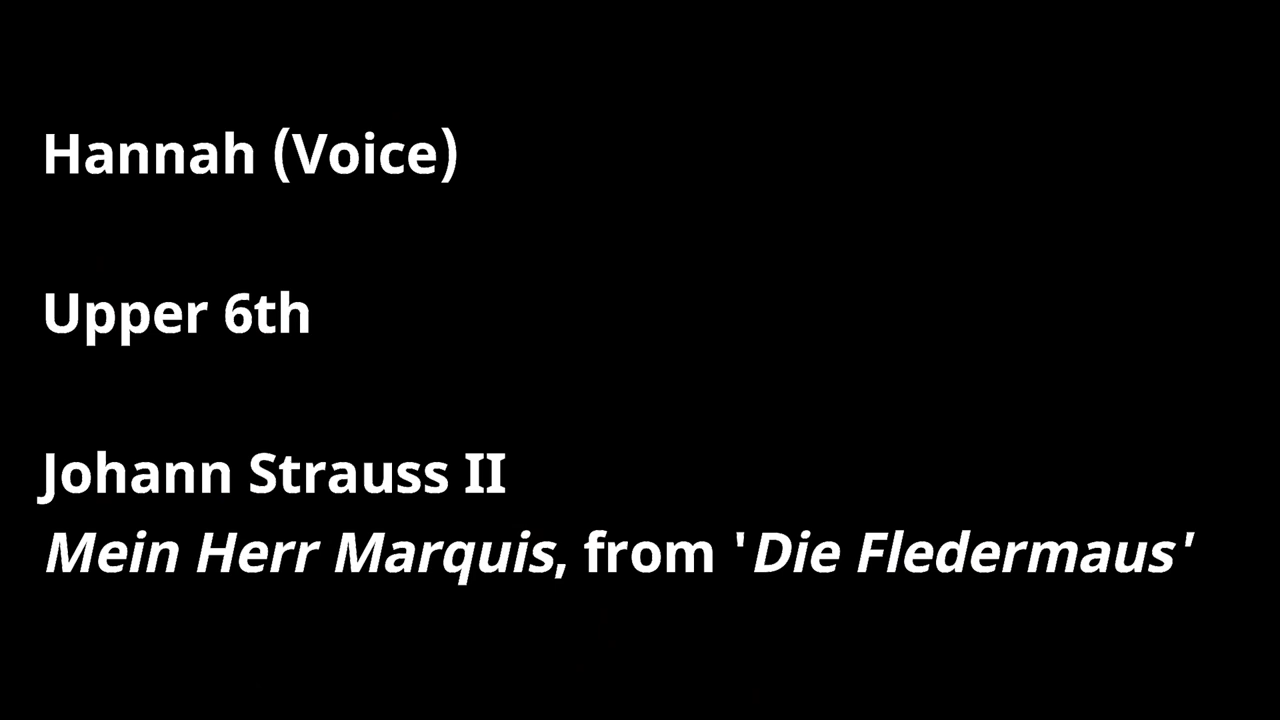 Hannah (Voice)
Upper 6th
Johann Strauss II
Mein Herr Marquis, from 'Die Fledermaus'